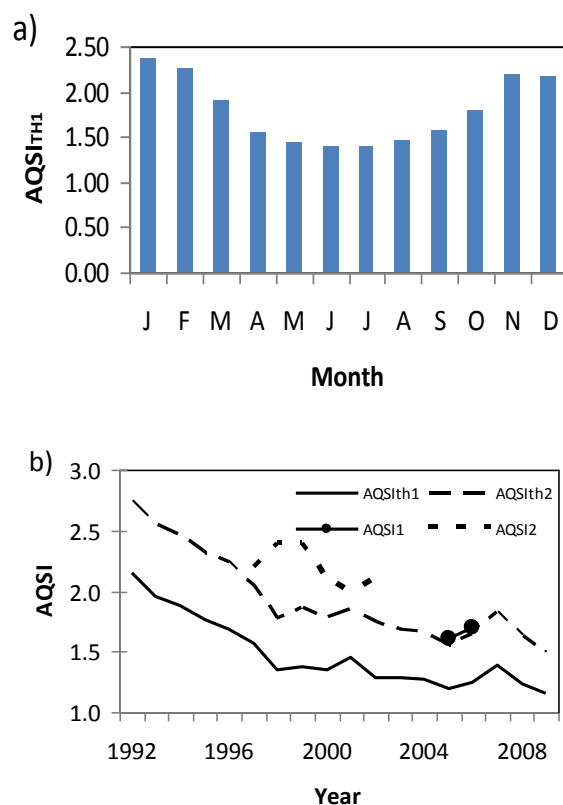 a)
2.50
2.00
1.50
1.00
0.50
0.00
AQSITH1
J F M A M J J A S O N D
Month
b)
3.0
2.5
2.0
1.5
1.0
AQSI
AQSIth1 AQSIth2
AQSI1 AQSI2
1992 1996 2000 2004 2008
Year